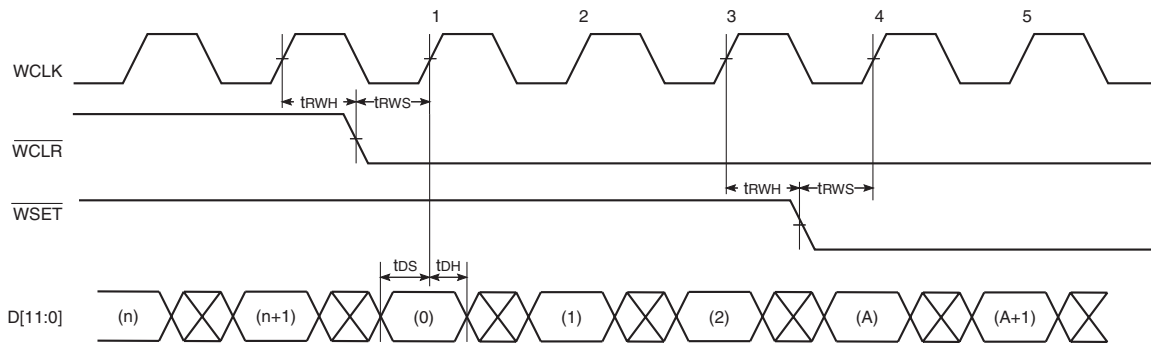 1 2 3 4 5
WCLK
tRWH tRWS
WCLR
tRWH tRWS
WSET
tDS tDH
D[11:0] (n) (n+1) (0) (1) (2) (A) (A+1)